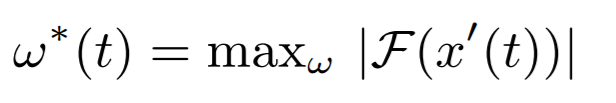 ω*(t) = max_ω |ℱ(x′(t))|